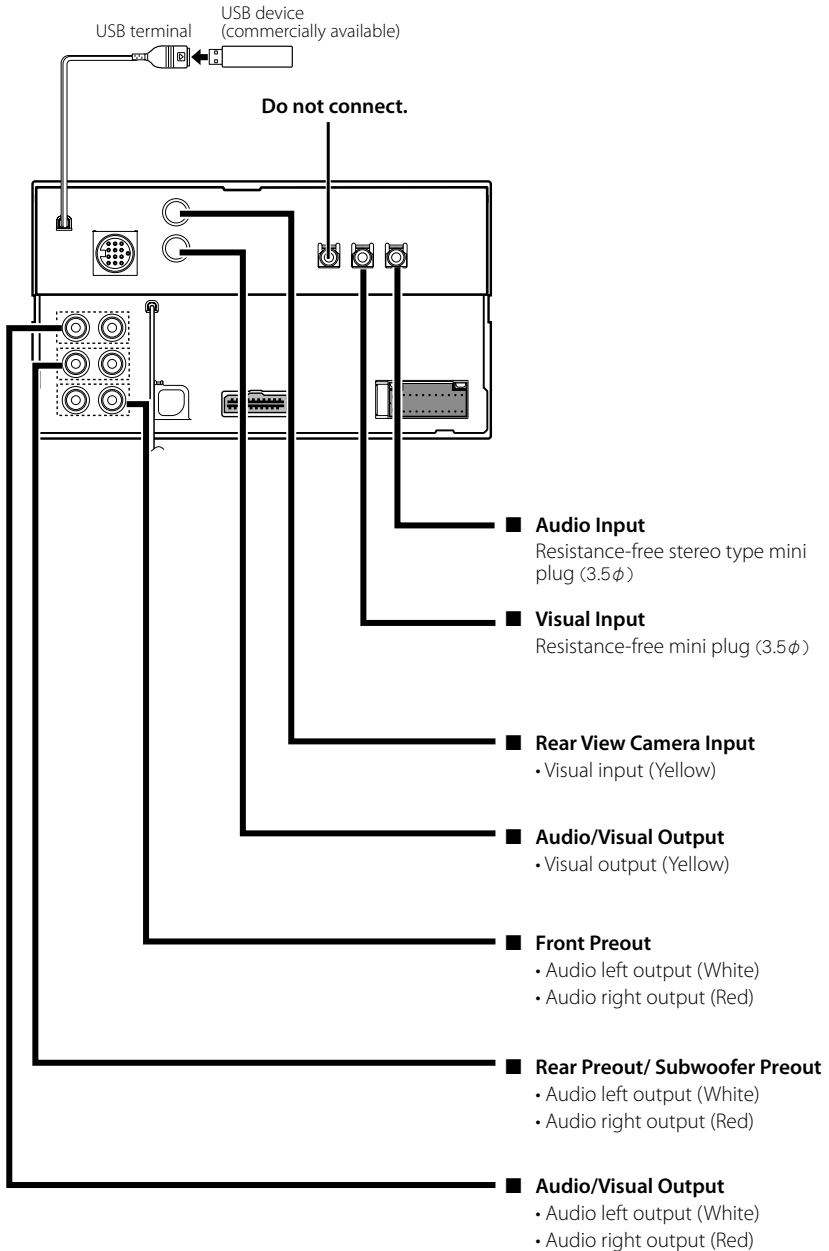 USB terminal
USB device
(commercially available)
Do not connect.
■ Audio Input
Resistance-free stereo type mini
plug (3.5φ)
■ Visual Input
Resistance-free mini plug (3.5φ)
■ Rear View Camera Input
• Visual input (Yellow)
■ Audio/Visual Output
• Visual output (Yellow)
■ Front Preout
• Audio left output (White)
• Audio right output (Red)
■ Rear Preout/ Subwoofer Preout
• Audio left output (White)
• Audio right output (Red)
■ Audio/Visual Output
• Audio left output (White)
• Audio right output (Red)